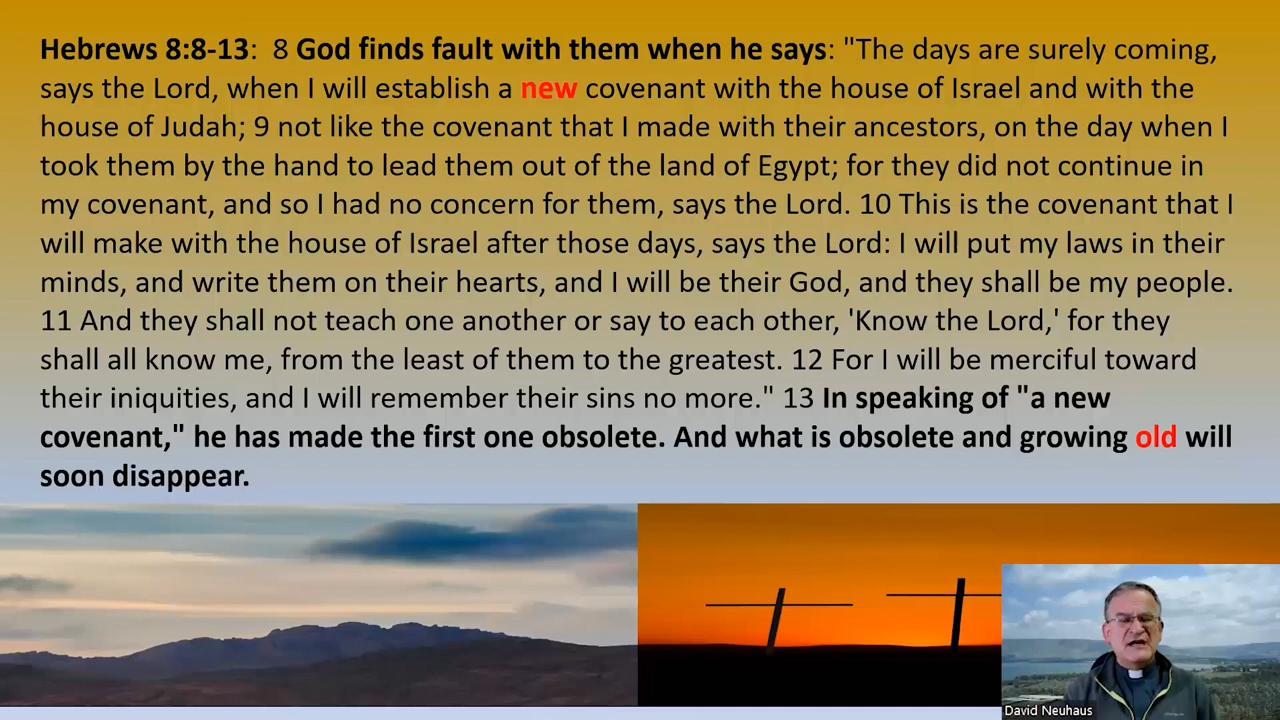 Hebrews 8:8-13:  8 God finds fault with them when he says: "The days are surely coming,
says the Lord, when I will establish a new covenant with the house of Israel and with the
house of Judah; 9 not like the covenant that I made with their ancestors, on the day when I
took them by the hand to lead them out of the land of Egypt; for they did not continue in
my covenant, and so I had no concern for them, says the Lord. 10 This is the covenant that I
will make with the house of Israel after those days, says the Lord: I will put my laws in their
minds, and write them on their hearts, and I will be their God, and they shall be my people.
11 And they shall not teach one another or say to each other, 'Know the Lord,' for they
shall all know me, from the least of them to the greatest. 12 For I will be merciful toward
their iniquities, and I will remember their sins no more." 13 In speaking of "a new
covenant," he has made the first one obsolete. And what is obsolete and growing old will
soon disappear.
David Neuhaus